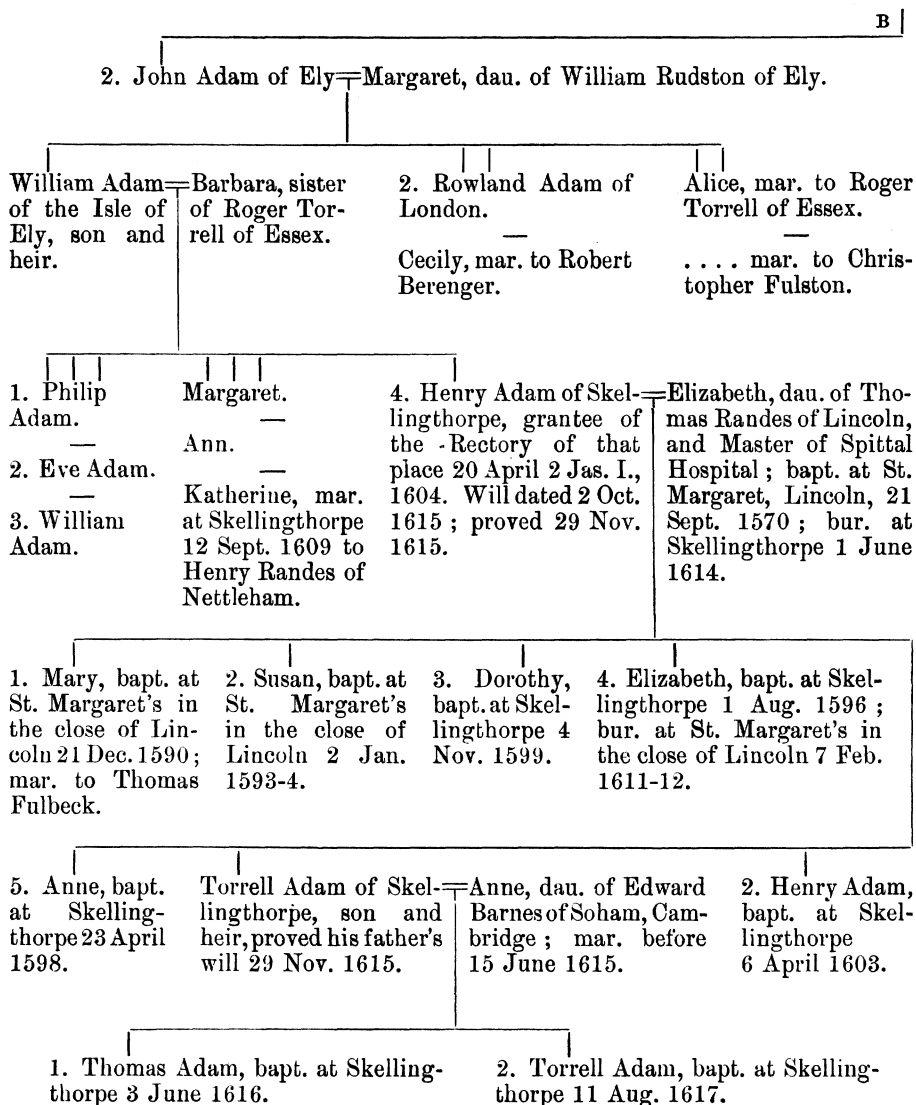 B
2. John Adam of Ely=Margaret, dau. of William Rudston of Ely.
William Adam=
of the Isle of
Ely, son and
heir.
Barbara, sister
of Roger Tor-
rell of Essex.
2. Rowland Adam of
London.
—
Cecily, mar. to Robert
Berenger.
Alice, mar. to Roger
Torrell of Essex.
—
.... mar. to Chris-
topher Fulston.
1. Philip
Adam.
—
2. Eve Adam.
—
3. William
Adam.
Margaret.
—
Ann.
—
Katherine, mar.
at Skellingthorpe
12 Sept. 1609 to
Henry Randes of
Nettleham.
4. Henry Adam of Skel-=
lingthorpe, grantee of
the -Rectory of that
place 20 April 2 Jas. I.,
1604. Will dated 2 Oct.
1615 ; proved 29 Nov.
1615.
Elizabeth, dau. of Tho-
mas Randes of Lincoln,
and Master of Spittal
Hospital ; bapt. at St.
Margaret, Lincoln, 21
Sept. 1570 ; bur. at
Skellingthorpe 1 June
1614.
1. Mary, bapt. at
St. Margaret's in
the close of Lin-
coln 21 Dec. 1590 ;
mar. to Thomas
Fulbeck.
2. Susan, bapt. at
St. Margaret's
in the close of
Lincoln 2 Jan.
1593-4.
3. Dorothy,
bapt. at Skel-
lingthorpe 4
Nov. 1599.
4. Elizabeth, bapt. at Skel-
lingthorpe 1 Aug. 1596 ;
bur. at St. Margaret's in
the close of Lincoln 7 Feb.
1611-12.
5. Anne, bapt.
at Skelling-
thorpe 23 April
1598.
Torrell Adam of Skel-=
lingthorpe, son and
heir, proved his father's
will 29 Nov. 1615.
Anne, dau. of Edward
Barnes of Soham, Cam-
bridge ; mar. before
15 June 1615.
2. Henry Adam,
bapt. at Skel-
lingthorpe
6 April 1603.
1. Thomas Adam, bapt. at Skelling-
thorpe 3 June 1616.
2. Torrell Adam, bapt. at Skelling-
thorpe 11 Aug. 1617.